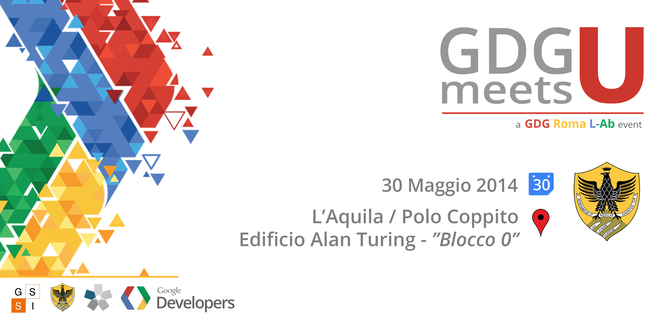 GDG
meets U
a GDG Roma L-Ab event
30 Maggio 2014
30
L’Aquila / Polo Coppito
Edificio Alan Turing - ”Blocco 0”
G S
S I
Google
Developers